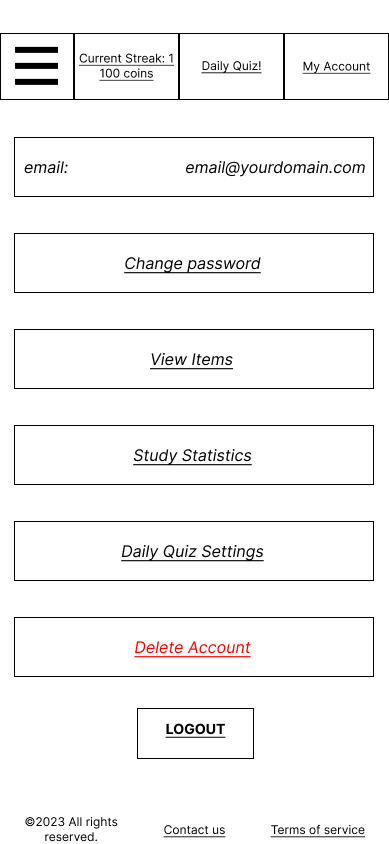 Current Streak: 1
100 coins
Daily Quiz!
My Account
email: email@yourdomain.com
Change password
View Items
Study Statistics
Daily Quiz Settings
Delete Account
LOGOUT
©2023 All rights
reserved.
Contact us
Terms of service